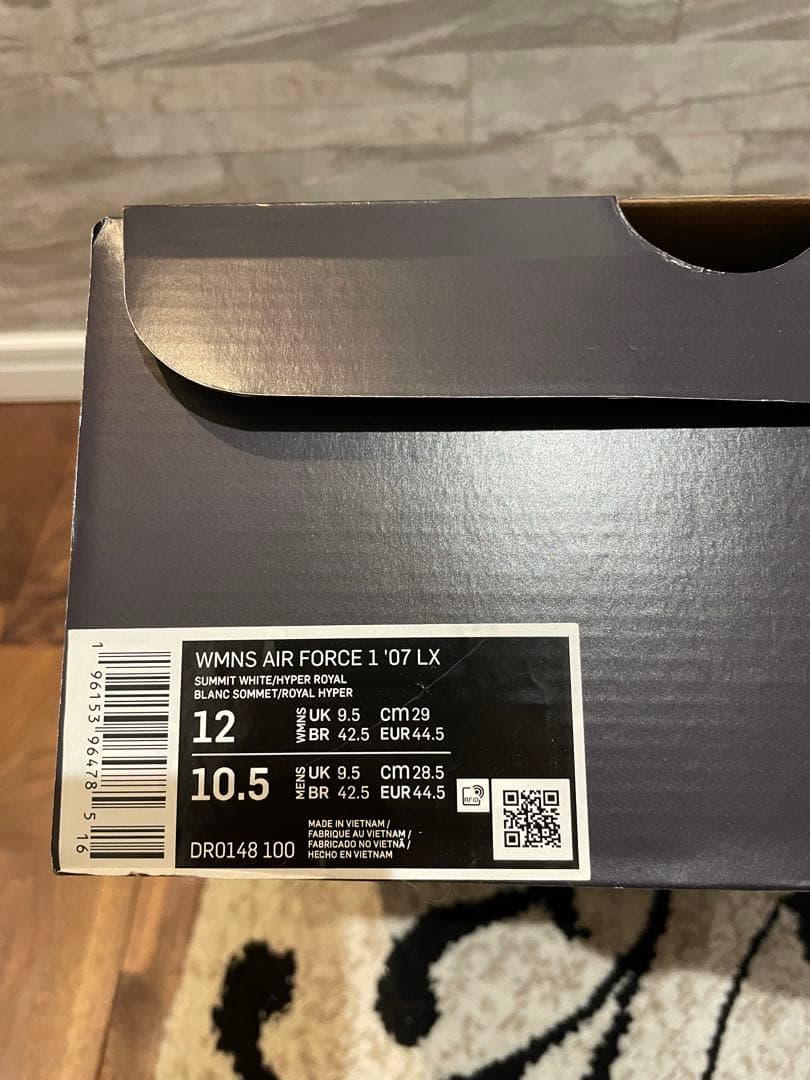 WMNS AIR FORCE 1 '07 LX
SUMMIT WHITE/HYPER ROYAL
BLANC SOMMET/ROYAL HYPER
12 WMNS UK 9.5 cm 29
BR 42.5 EUR 44.5
10.5 MENS UK 9.5 cm 28.5
BR 42.5 EUR 44.5
RFID
DR0148 100
MADE IN VIETNAM /
FABRIQUE AU VIETNAM /
FABRICADO NO VIETNÃ /
HECHO EN VIETNAM
1 96153 96478 5 16